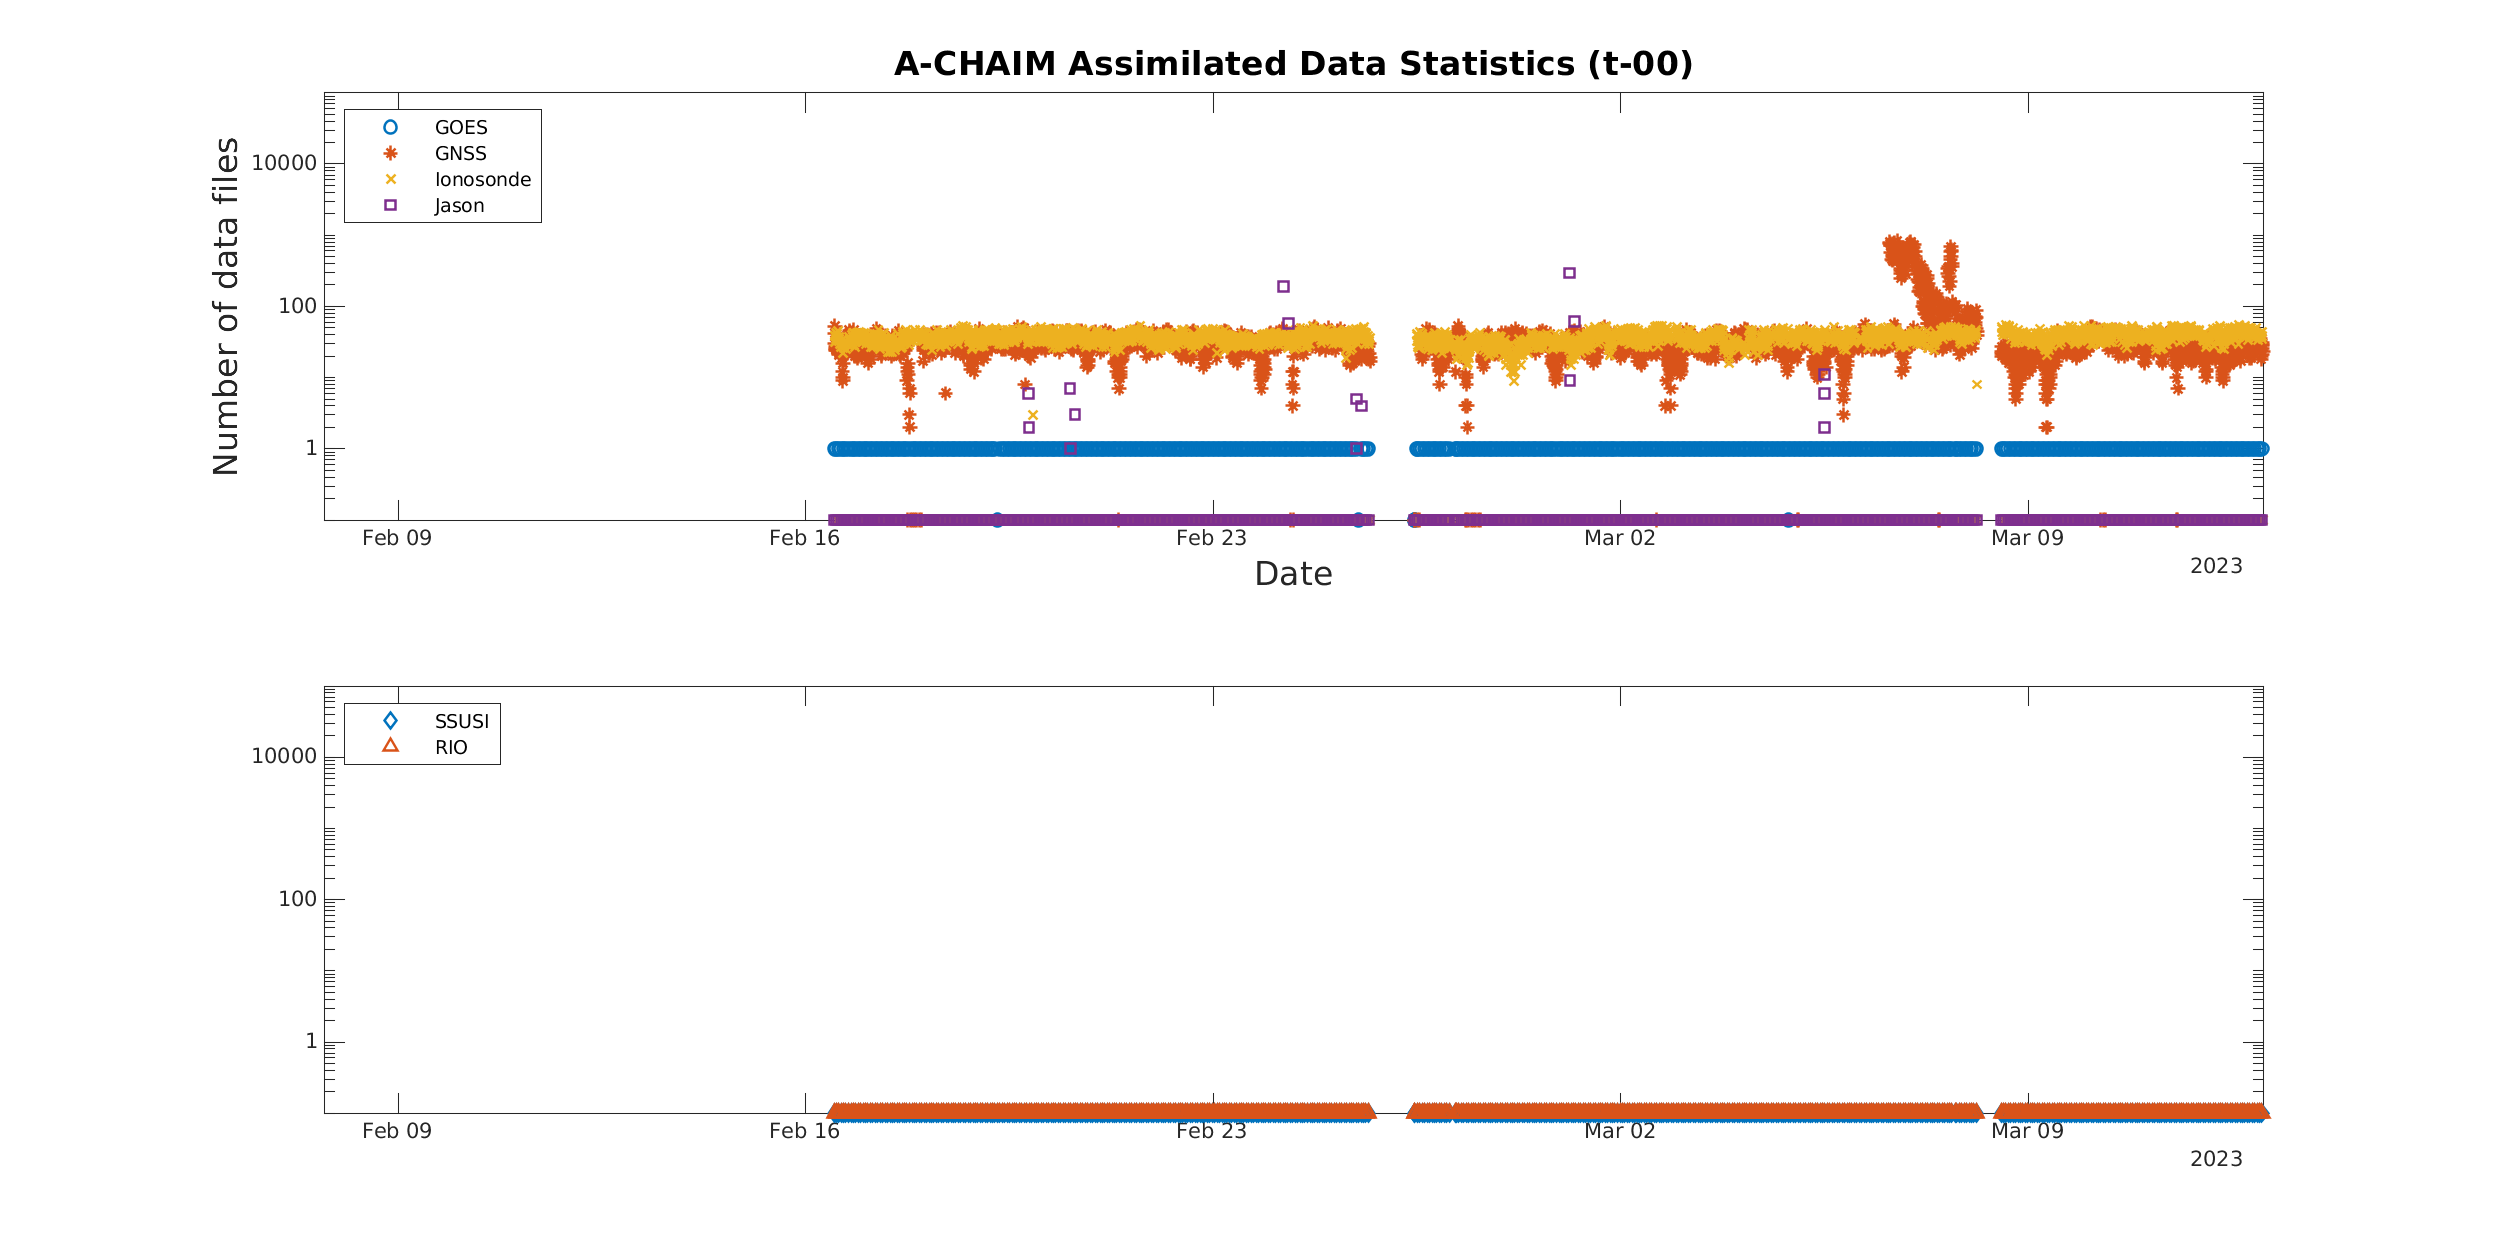 A-CHAIM Assimilated Data Statistics (t-00)
GOES
GNSS
Ionosonde
Jason
Number of data files
10000
100
1
Feb 09 Feb 16 Feb 23 Mar 02 Mar 09
2023
Date
SSUSI
RIO
10000
100
1
Feb 09 Feb 16 Feb 23 Mar 02 Mar 09
2023